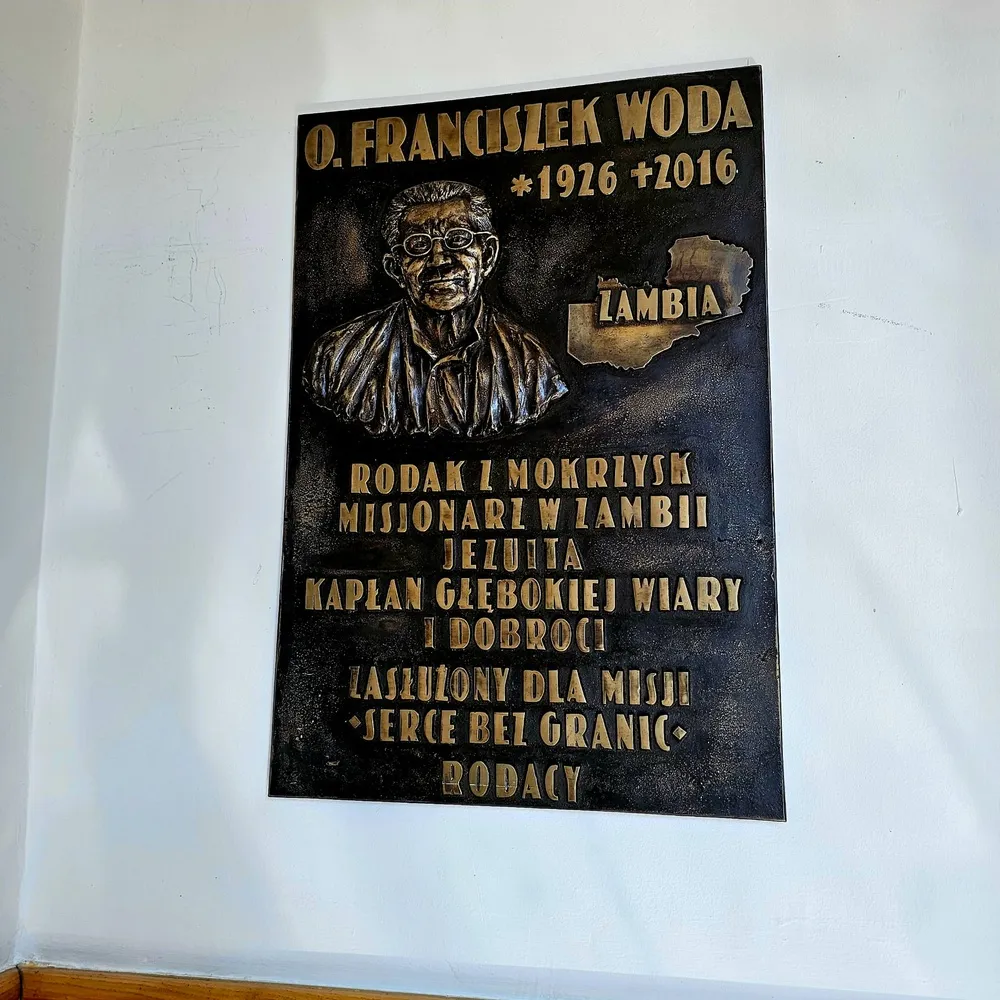 O. FRANCISZEK WODA
*1926 +2016
ZAMBIA
RODAK Z MOKRZYSK
MISJONARZ W ZAMBII
JEZUITA
KAPŁAN GŁĘBOKIEJ WIARY
I DOBROCI
ZASŁUŻONY DLA MISJI
◆SERCE BEZ GRANIC◆
RODACY